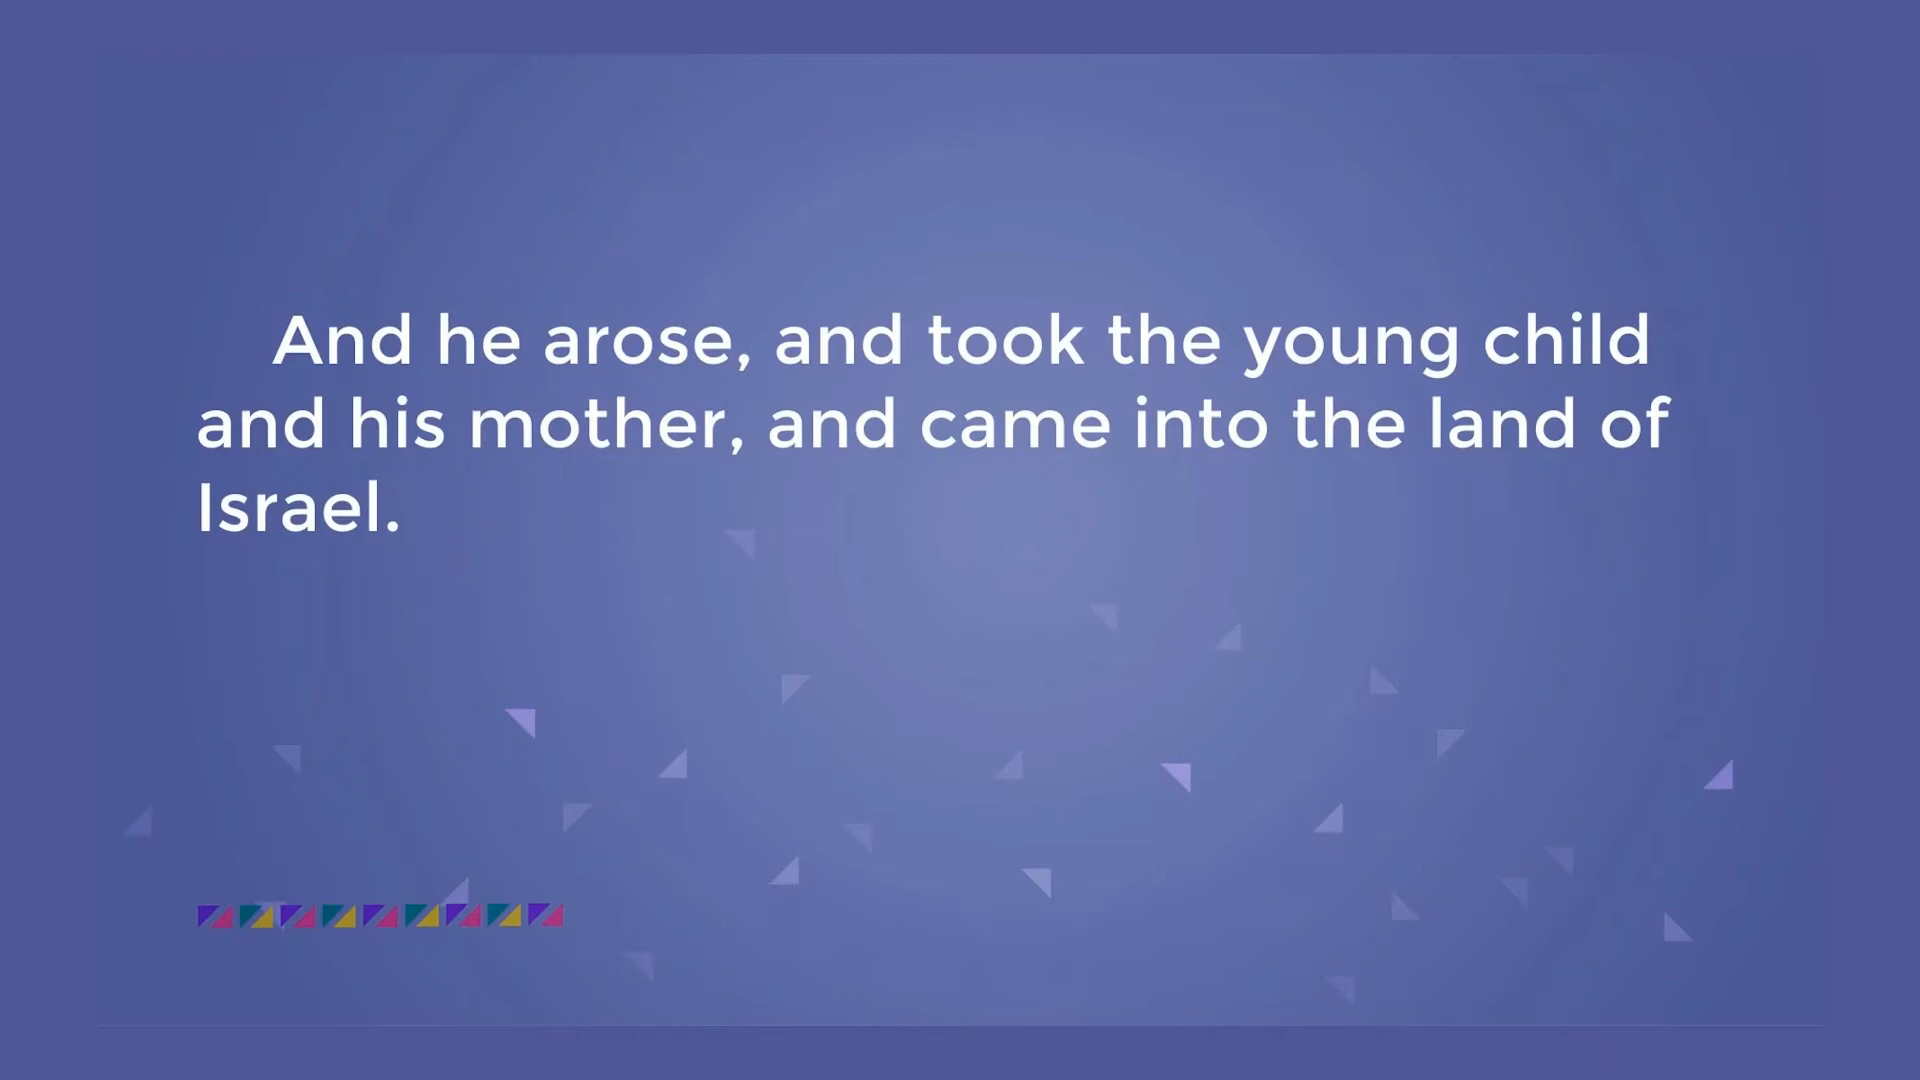 And he arose, and took the young child
and his mother, and came into the land of
Israel.